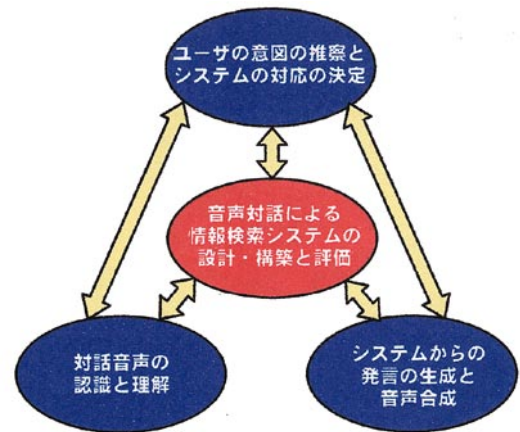 ユーザの意図の推察と
システムの対応の決定
音声対話による
情報検索システムの
設計・構築と評価
対話音声の
認識と理解
システムからの
発言の生成と
音声合成